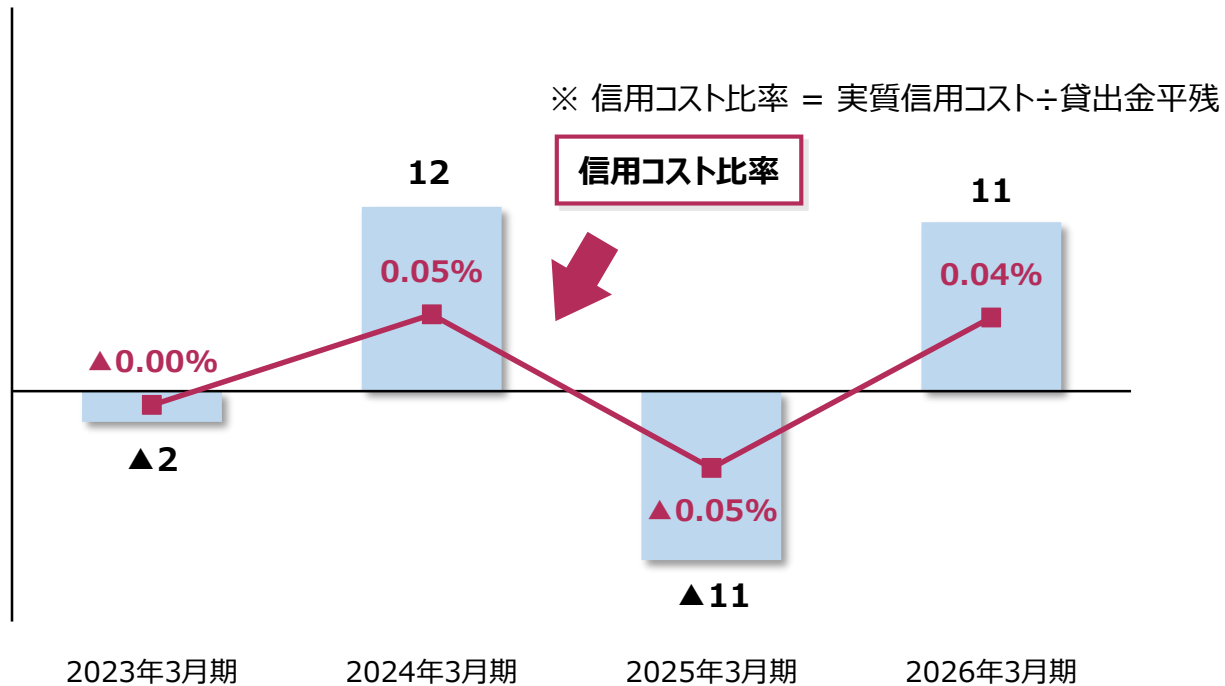 ※ 信用コスト比率 = 実質信用コスト÷貸出金平残
信用コスト比率
12
11
0.05%
0.04%
▲0.00%
▲2
▲0.05%
▲11
2023年3月期
2024年3月期
2025年3月期
2026年3月期